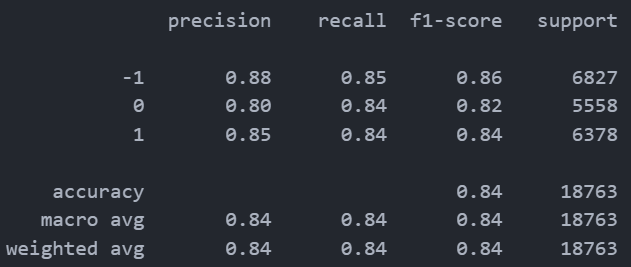 precision recall f1-score support
-1 0.88 0.85 0.86 6827
0 0.80 0.84 0.82 5558
1 0.85 0.84 0.84 6378
accuracy 0.84 18763
macro avg 0.84 0.84 0.84 18763
weighted avg 0.84 0.84 0.84 18763